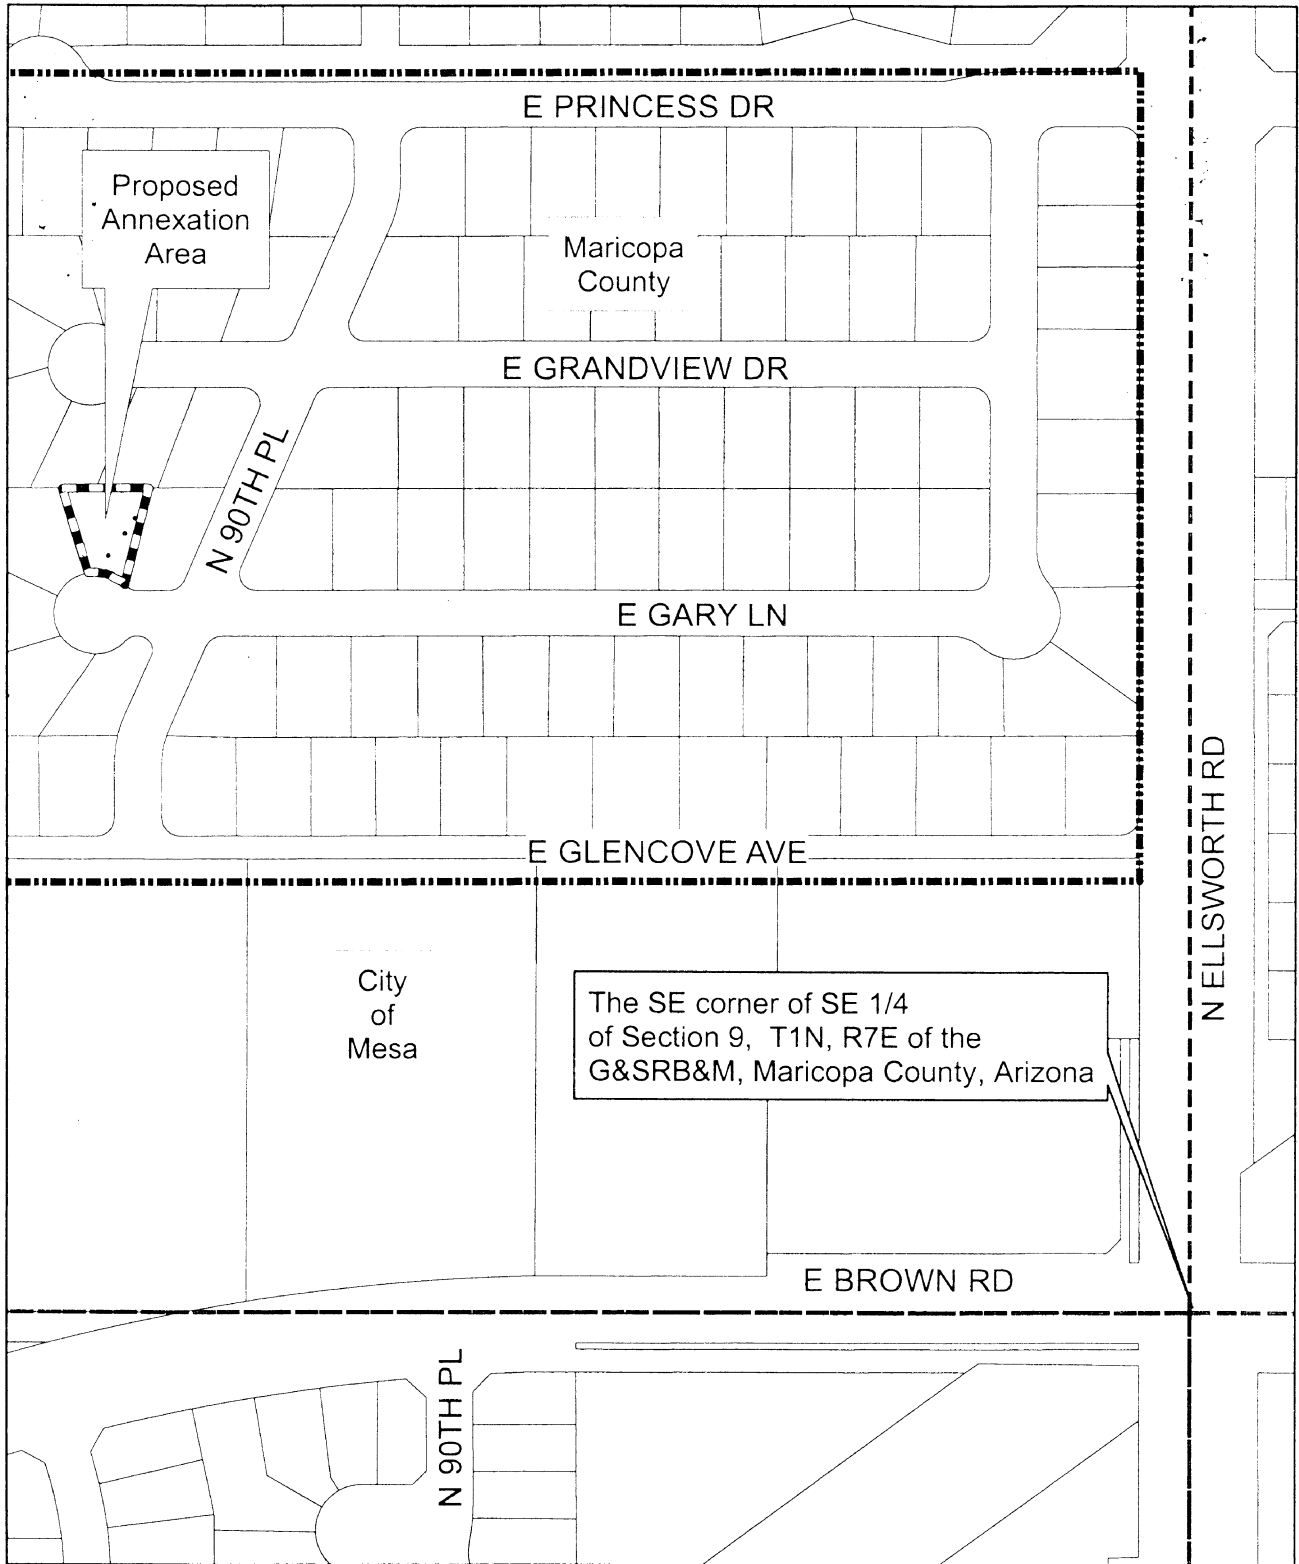 E PRINCESS DR
Proposed
Annexation
Area
Maricopa
County
E GRANDVIEW DR
N 90TH PL
E GARY LN
E GLENCOVE AVE
N ELLSWORTH RD
City
of
Mesa
The SE corner of SE 1/4
of Section 9, T1N, R7E of the
G&SRB&M, Maricopa County, Arizona
E BROWN RD
N 90TH PL